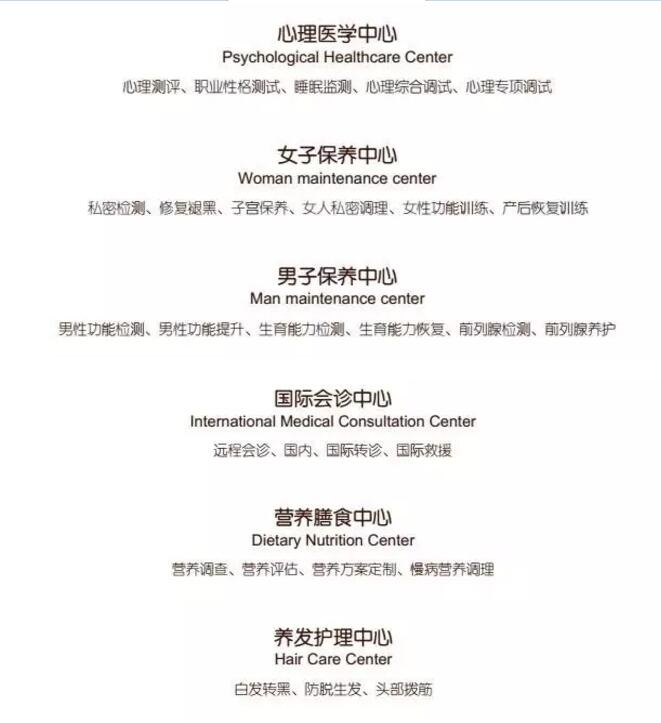 心理医学中心
Psychological Healthcare Center
心理测评、职业性格测试、睡眠监测、心理综合调试、心理专项调试
女子保养中心
Woman maintenance center
私密检测、修复褪黑、子宫保养、女人私密调理、女性功能训练、产后恢复训练
男子保养中心
Man maintenance center
男性功能检测、男性功能提升、生育能力检测、生育能力恢复、前列腺检测、前列腺养护
国际会诊中心
International Medical Consultation Center
远程会诊、国内、国际转诊、国际救援
营养膳食中心
Dietary Nutrition Center
营养调查、营养评估、营养方案定制、慢病营养调理
养发护理中心
Hair Care Center
白发转黑、防脱生发、头部拨筋